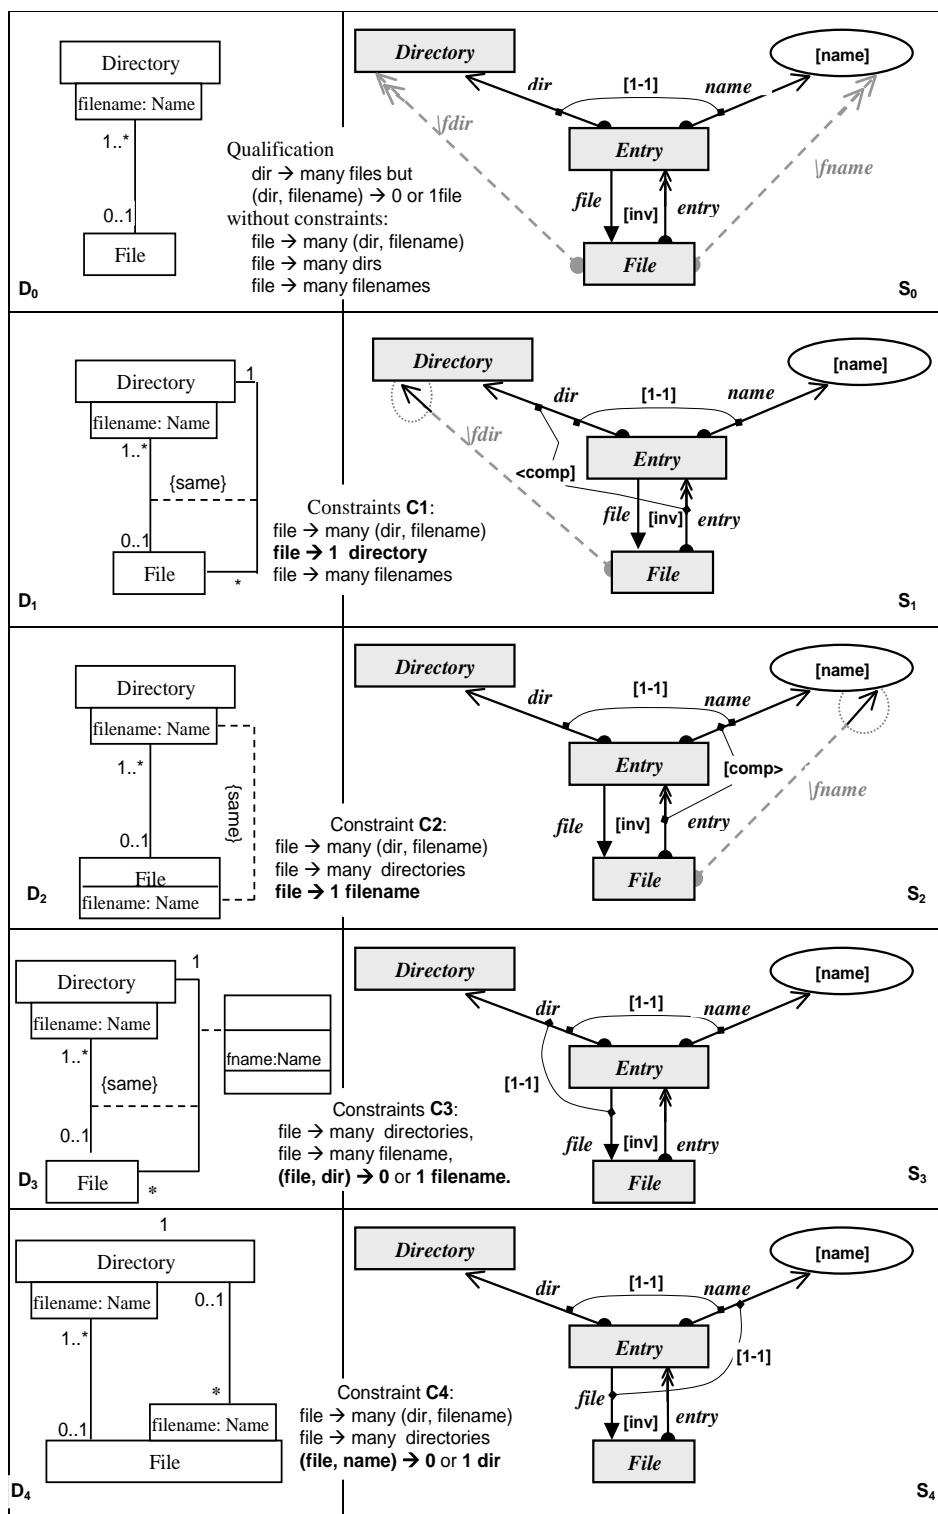 Directory
filename: Name
1..*
0..1
File
D0
Qualification
dir → many files but
(dir, filename) → 0 or 1file
without constraints:
file → many (dir, filename)
file → many dirs
file → many filenames
Directory
[name]
dir
[1-1]
name
\fdir
Entry
\fname
file
[inv]
entry
File
S0
1
Directory
filename: Name
1..*
{same}
0..1
File
*
D1
Constraints C1:
file → many (dir, filename)
file → 1 directory
file → many filenames
Directory
[name]
dir
[1-1]
name
\fdir
Entry
<comp]
file
[inv]
entry
File
S1
Directory
filename: Name
1..*
{same}
0..1
File
filename: Name
D2
Constraint C2:
file → many (dir, filename)
file → many directories
file → 1 filename
Directory
[name]
dir
[1-1]
name
Entry
[comp>
\fname
file
[inv]
entry
File
S2
1
Directory
filename: Name
1..*
fname:Name
{same}
0..1
File
*
D3
Constraints C3:
file → many directories,
file → many filename,
(file, dir) → 0 or 1 filename.
Directory
[name]
dir
[1-1]
name
Entry
[1-1]
file
[inv]
entry
File
S3
1
Directory
filename: Name
0..1
1..*
*
0..1
filename: Name
File
D4
Constraint C4:
file → many (dir, filename)
file → many directories
(file, name) → 0 or 1 dir
Directory
[name]
dir
[1-1]
name
Entry
[1-1]
file
[inv]
entry
File
S4